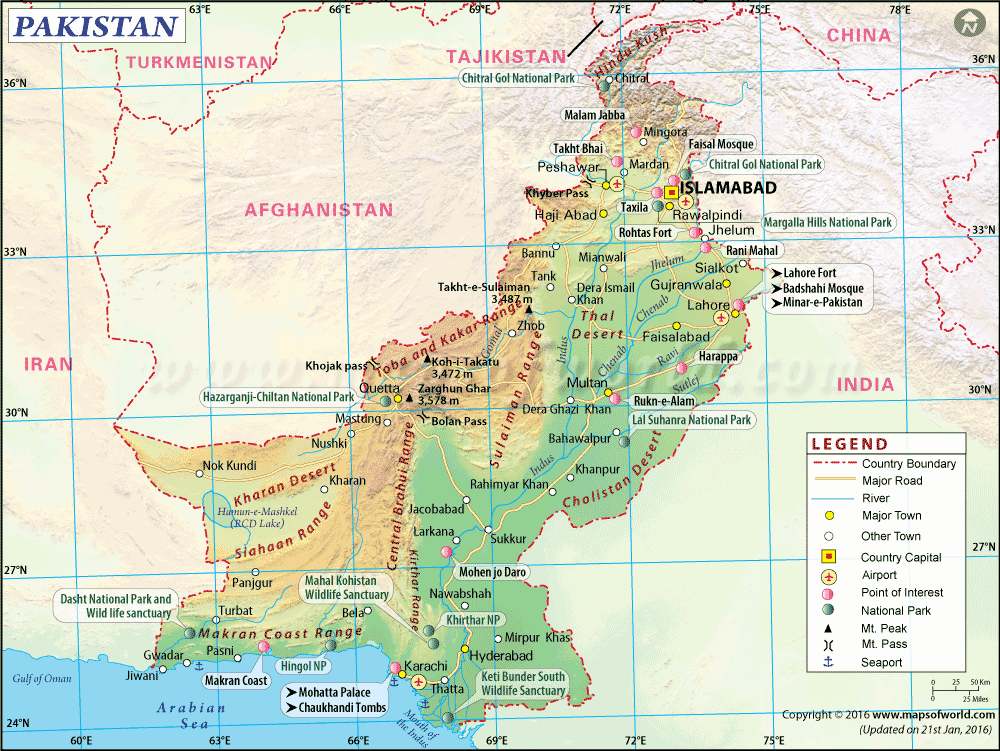 PAKISTAN
63°E
66°E
69°E
72°E
75°E
78°E
TURKMENISTAN
TAJIKISTAN
CHINA
Hindu Kush
Chitral Gol National Park
Chitral
36°N
36°N
Malam Jabba
Mingora
Takht Bhai
Faisal Mosque
Peshawar
Mardan
Chitral Gol National Park
Khyber Pass
ISLAMABAD
AFGHANISTAN
Haji Abad
Taxila
Rawalpindi
Margalla Hills National Park
Rohtas Fort
Jhelum
33°N
33°N
Bannu
Mianwali
Jhelum
Rani Mahal
Sialkot
Tank
Lahore Fort
Takht-e-Sulaiman
3,487 m
Dera Ismail
Khan
Gujranwala
Badshahi Mosque
Chenab
Lahore
Minar-e-Pakistan
Toba and Kakar Range
Zhob
Thal
Desert
Faisalabad
Gomal
Indus
Chenab
Ravi
Harappa
IRAN
Khojak pass
Koh-i-Takatu
3,472 m
Sulaiman Range
Multan
Sutlej
INDIA
Quetta
Zarghun Ghar
3,578 m
Hazarganji-Chiltan National Park
Rukn-e-Alam
Dera Ghazi Khan
30°N
30°N
Mastung
Bolan Pass
Lal Suhanra National Park
Nushki
Bahawalpur
Nok Kundi
Kharan Desert
Kharan
Central Brahui Range
Indus
Khanpur
Rahimyar Khan
Cholistan Desert
Hamun-e-Mashkel
(RCD Lake)
Jacobabad
Siahaan Range
Larkana
Sukkur
Kirthar Range
27°N
27°N
Panjgur
Mohen jo Daro
Mahal Kohistan
Wildlife Sanctuary
Nawabshah
Dasht National Park and
Wild life sanctuary
Turbat
Bela
Khirthar NP
Makran Coast Range
Mirpur Khas
Gwadar
Pasni
Hyderabad
Jiwani
Hingol NP
Karachi
Gulf of Oman
Makran Coast
Thatta
Keti Bunder South
Wildlife Sanctuary
Mohatta Palace
Chaukhandi Tombs
Arabian
Sea
Mouth of
the Indus
24°N
24°N
60°E
63°E
66°E
69°E
72°E
75°E
LEGEND
Country Boundary
Major Road
River
Major Town
Other Town
Country Capital
Airport
Point of Interest
National Park
Mt. Peak
Mt. Pass
Seaport
0 25 50 Km
0 25 Miles
Copyright © 2016 www.mapsofworld.com
(Updated on 21st Jan, 2016)